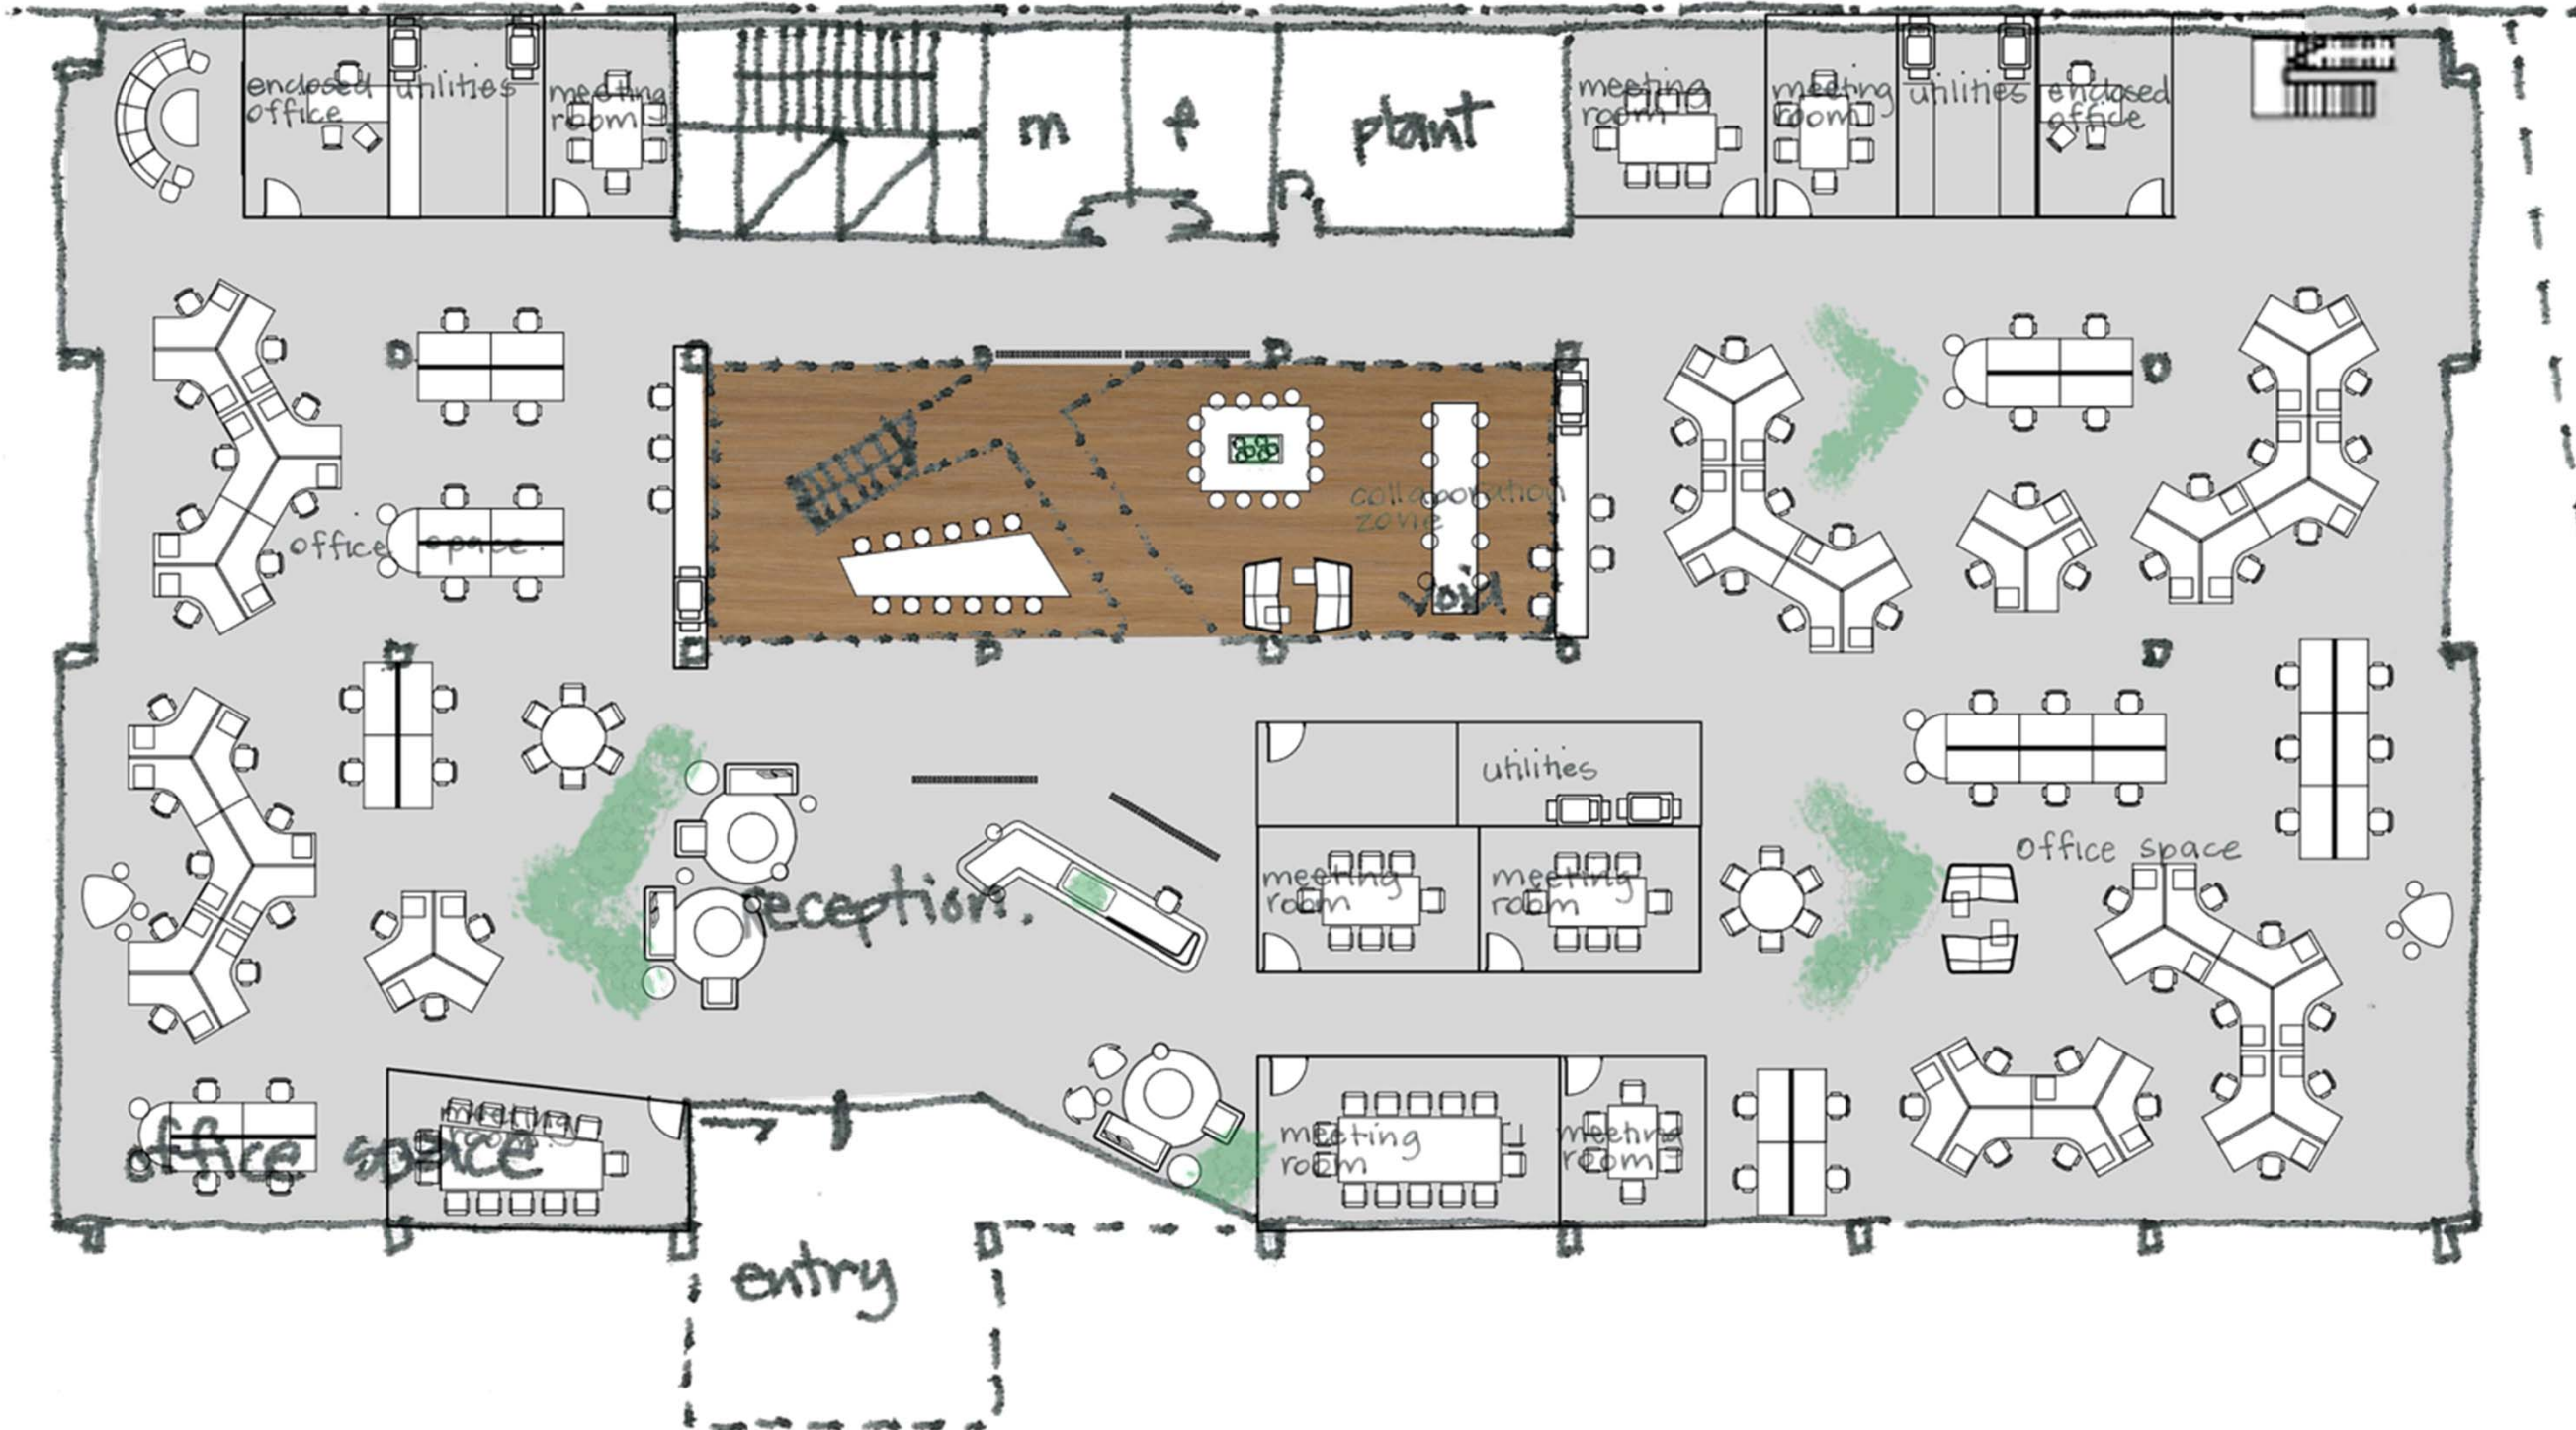 enclosed
office
utilities
meeting
room
m
f
plant
meeting
room
meeting
room
utilities
enclosed
office
collaboration
zone
void
office space
utilities
office space
meeting
room
meeting
room
reception.
meeting
room
office space
meeting
room
meeting
room
entry